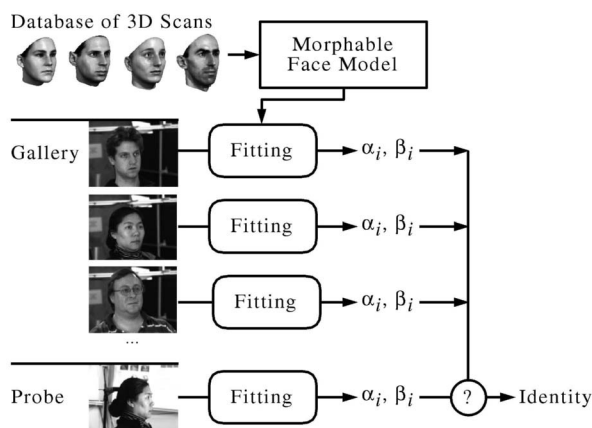 Database of 3D Scans
Morphable
Face Model
Gallery
Fitting
αi, βi
Fitting
αi, βi
Fitting
αi, βi
...
Probe
Fitting
αi, βi
?
Identity